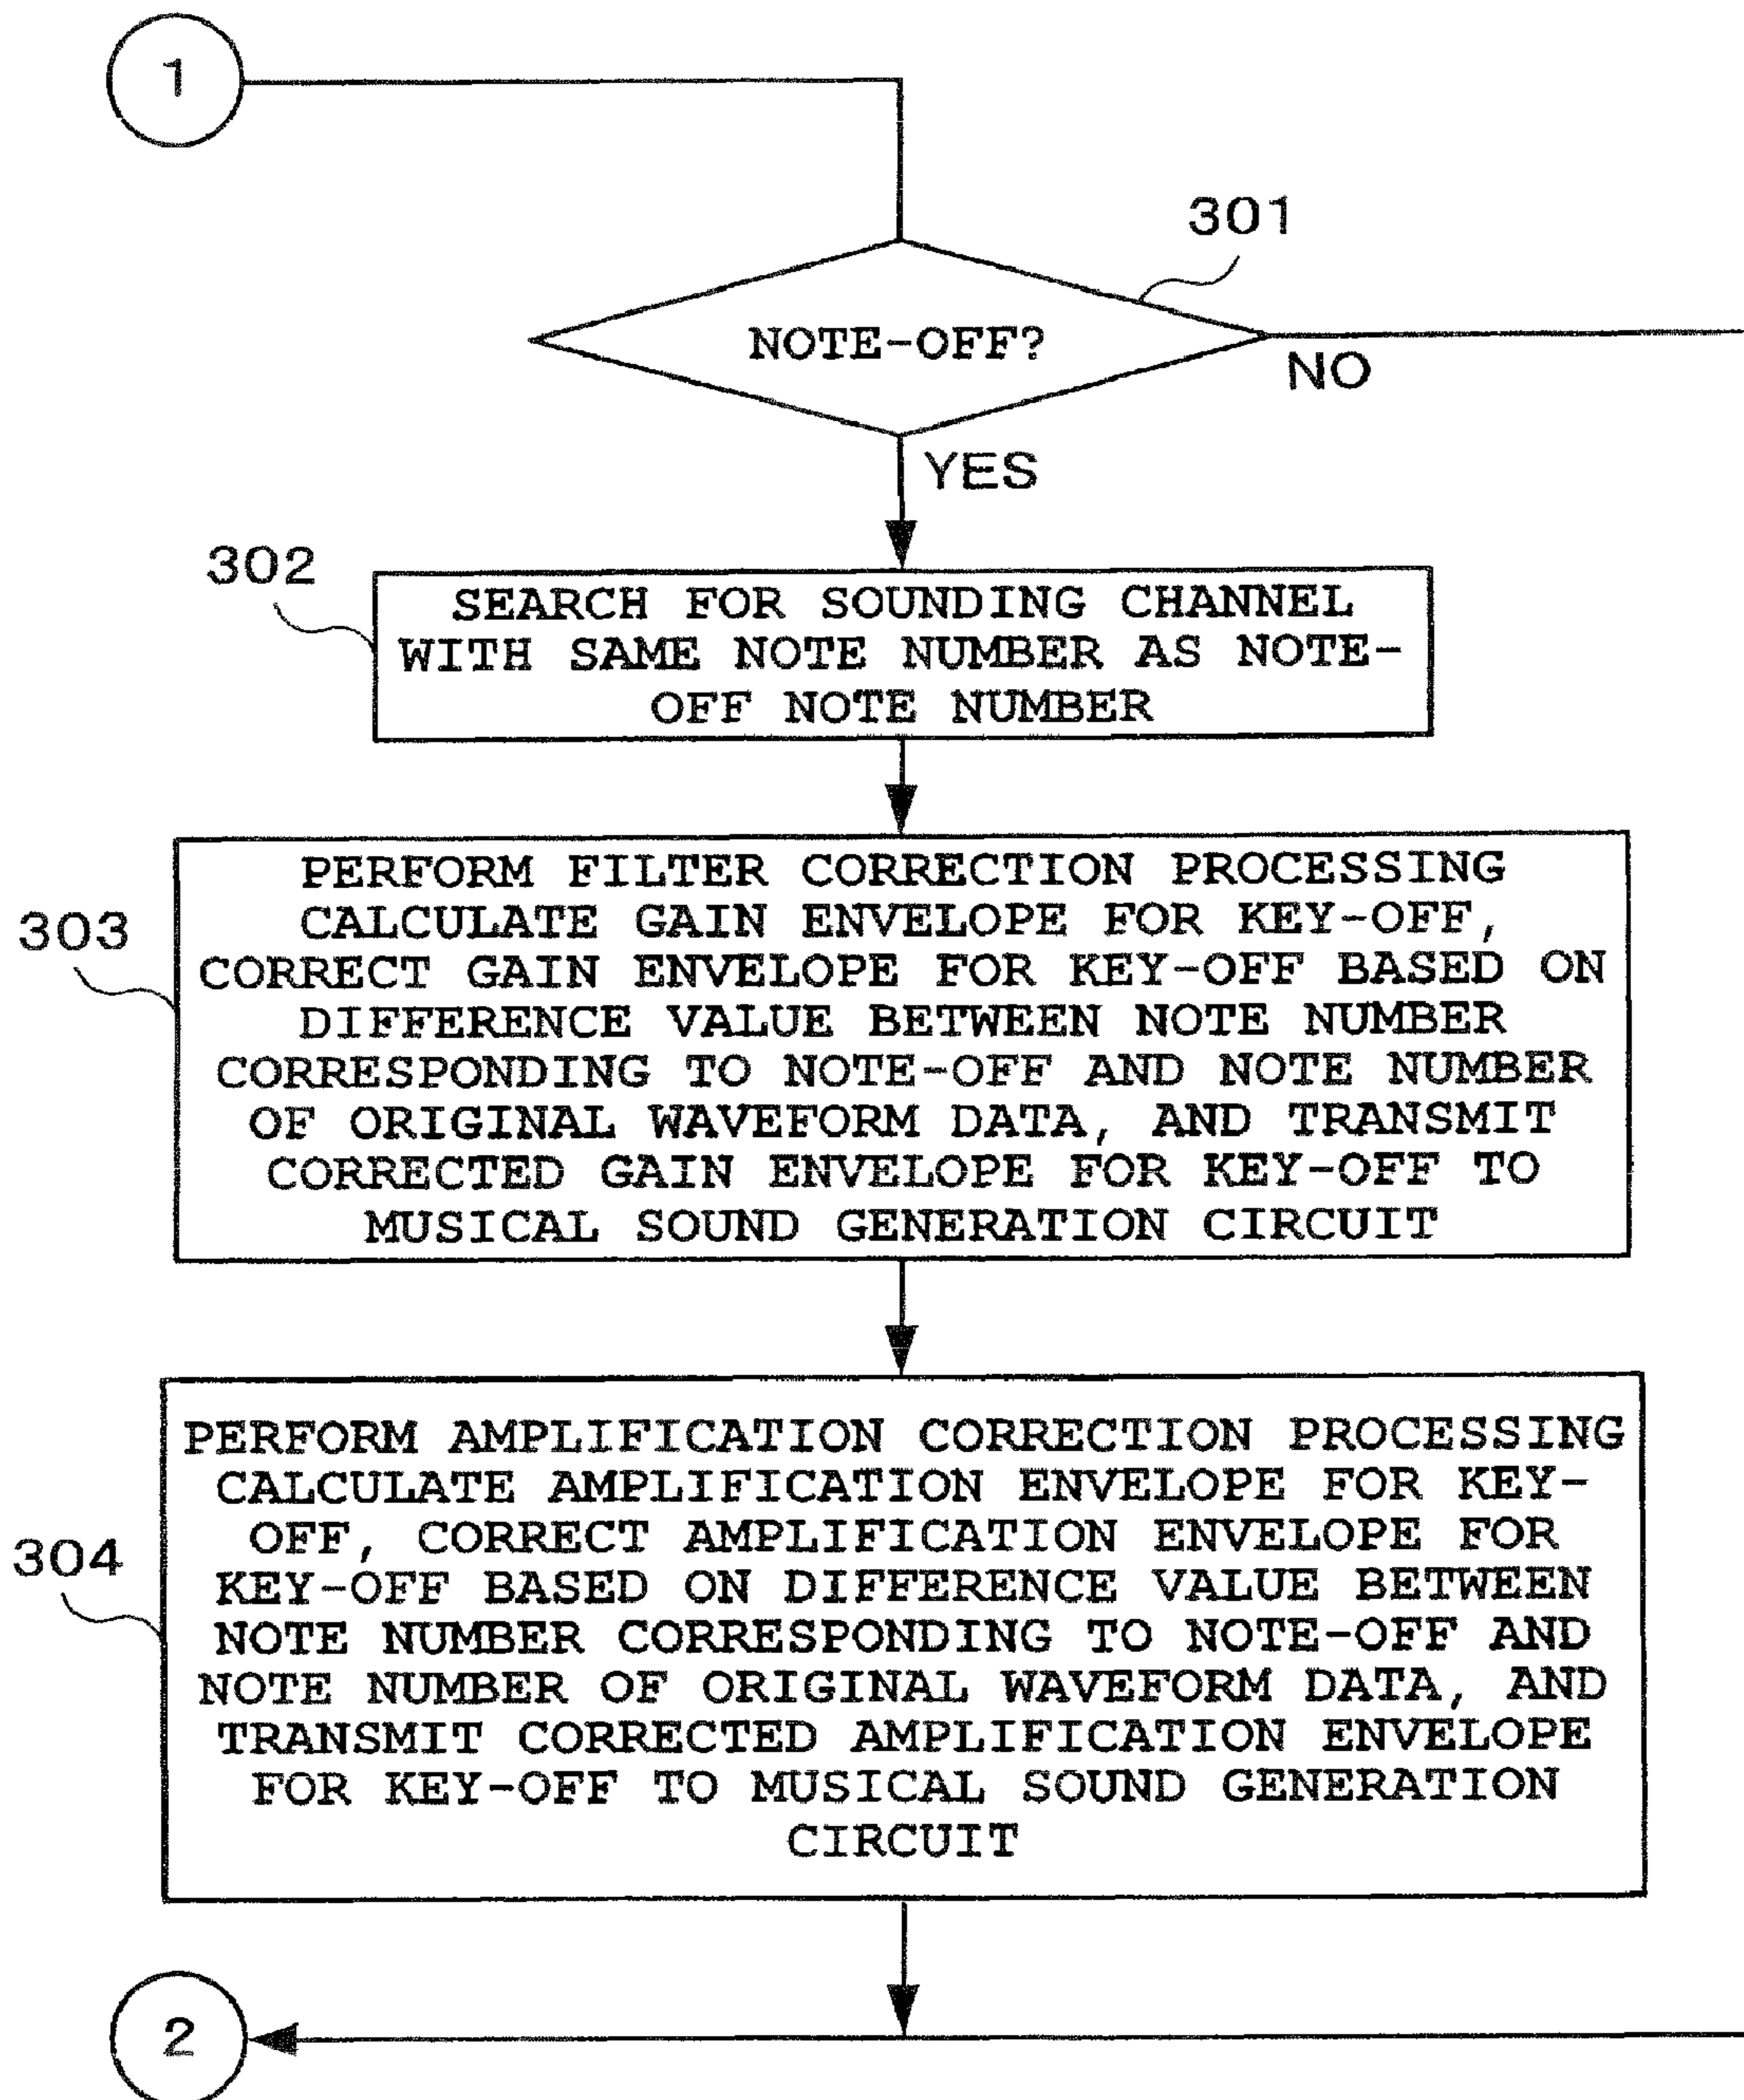 1
301
NOTE-OFF?
NO
YES
302
SEARCH FOR SOUNDING CHANNEL
WITH SAME NOTE NUMBER AS NOTE-
OFF NOTE NUMBER
303
PERFORM FILTER CORRECTION PROCESSING
CALCULATE GAIN ENVELOPE FOR KEY-OFF,
CORRECT GAIN ENVELOPE FOR KEY-OFF BASED ON
DIFFERENCE VALUE BETWEEN NOTE NUMBER
CORRESPONDING TO NOTE-OFF AND NOTE NUMBER
OF ORIGINAL WAVEFORM DATA, AND TRANSMIT
CORRECTED GAIN ENVELOPE FOR KEY-OFF TO
MUSICAL SOUND GENERATION CIRCUIT
304
PERFORM AMPLIFICATION CORRECTION PROCESSING
CALCULATE AMPLIFICATION ENVELOPE FOR KEY-
OFF, CORRECT AMPLIFICATION ENVELOPE FOR
KEY-OFF BASED ON DIFFERENCE VALUE BETWEEN
NOTE NUMBER CORRESPONDING TO NOTE-OFF AND
NOTE NUMBER OF ORIGINAL WAVEFORM DATA, AND
TRANSMIT CORRECTED AMPLIFICATION ENVELOPE
FOR KEY-OFF TO MUSICAL SOUND GENERATION
CIRCUIT
2